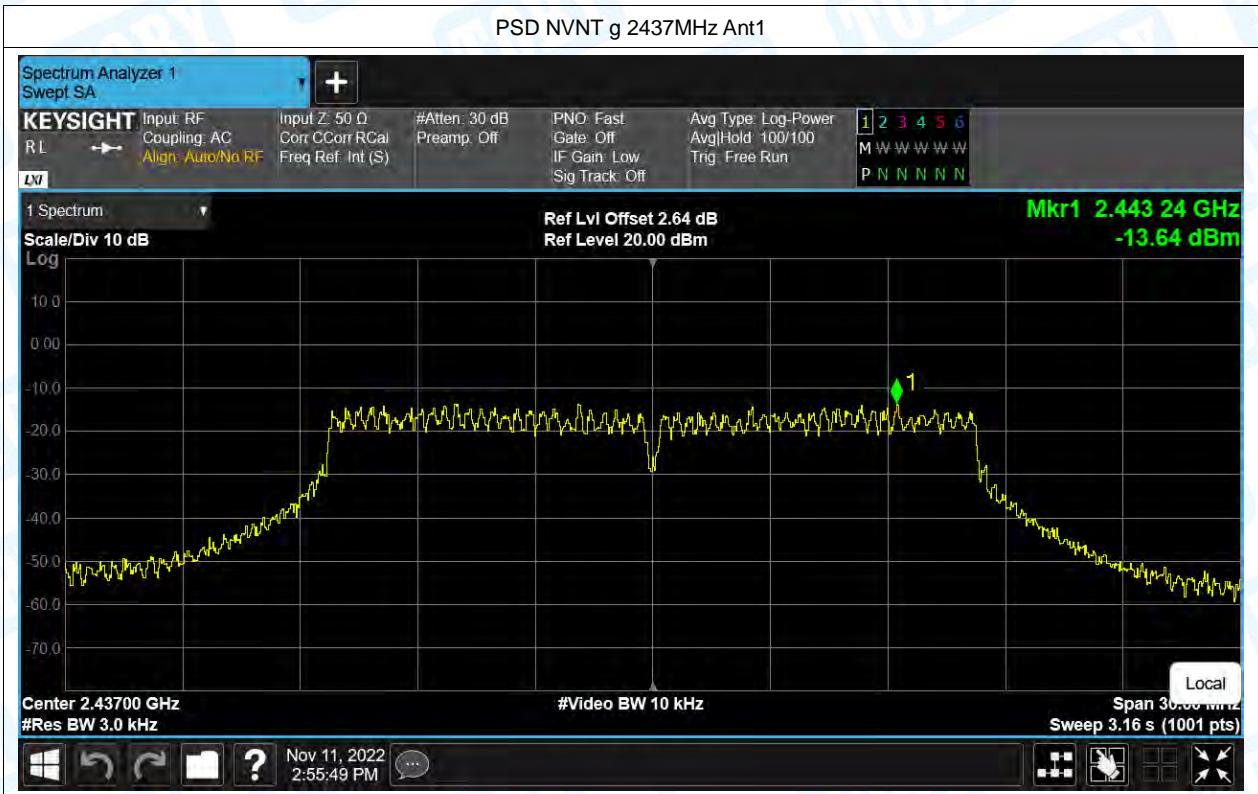 PSD NVNT g 2437MHz Ant1
Spectrum Analyzer 1
Swept SA
+
KEYSIGHT
RL
LXI
Input: RF
Coupling: AC
Align: Auto/No RF
Input Z: 50 Ω
Corr CCorr RCal
Freq Ref: Int (S)
#Atten: 30 dB
Preamp: Off
PNO: Fast
Gate: Off
IF Gain: Low
Sig Track: Off
Avg Type: Log-Power
Avg|Hold: 100/100
Trig: Free Run
1 2 3 4 5 6
M W W W W W W
P N N N N N N
1 Spectrum
Scale/Div 10 dB
Ref Lvl Offset 2.64 dB
Ref Level 20.00 dBm
Mkr1 2.443 24 GHz
-13.64 dBm
Log
10.0
0.00
-10.0
1
-20.0
-30.0
-40.0
-50.0
-60.0
-70.0
Local
Center 2.43700 GHz
#Video BW 10 kHz
Span 30.00 MHz
#Res BW 3.0 kHz
Sweep 3.16 s (1001 pts)
?
Nov 11, 2022
2:55:49 PM